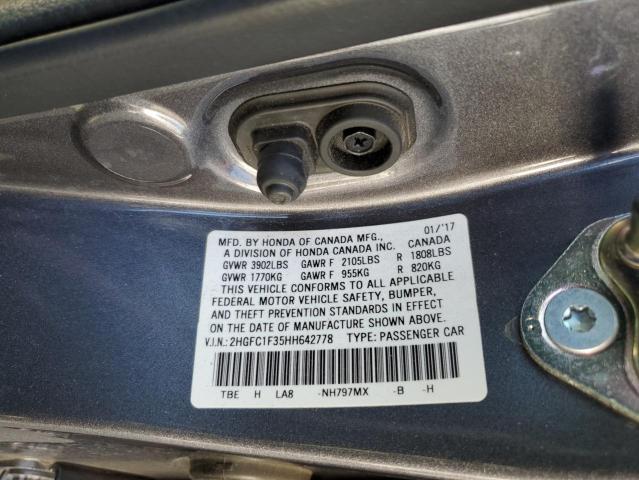 MFD. BY HONDA OF CANADA MFG., 01/'17
A DIVISION OF HONDA CANADA INC. CANADA
GVWR 3902LBS GAWR F 2105LBS R 1808LBS
GVWR 1770KG GAWR F 955KG R 820KG
THIS VEHICLE CONFORMS TO ALL APPLICABLE
FEDERAL MOTOR VEHICLE SAFETY, BUMPER,
AND THEFT PREVENTION STANDARDS IN EFFECT
ON THE DATE OF MANUFACTURE SHOWN ABOVE.
V.I.N.: 2HGFC1F35HH642778 TYPE: PASSENGER CAR
TBE H LA8 -NH797MX -B -H